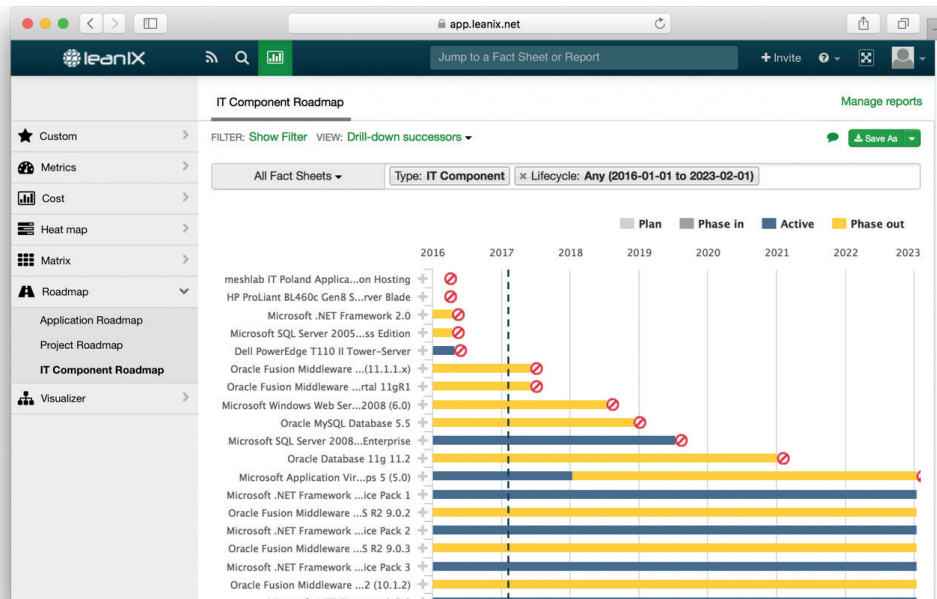 app.leanix.net
leanIX
Jump to a Fact Sheet or Report
+ Invite
IT Component Roadmap
Manage reports
Custom
Metrics
Cost
Heat map
Matrix
Roadmap
Application Roadmap
Project Roadmap
IT Component Roadmap
Visualizer
FILTER: Show Filter VIEW: Drill-down successors
Save As
All Fact Sheets
Type: IT Component
× Lifecycle: Any (2016-01-01 to 2023-02-01)
Plan Phase in Active Phase out
2016 2017 2018 2019 2020 2021 2022 2023
meshlab IT Poland Applica...on Hosting
HP ProLiant BL460c Gen8 S...rver Blade
Microsoft .NET Framework 2.0
Microsoft SQL Server 2005...ss Edition
Dell PowerEdge T110 II Tower-Server
Oracle Fusion Middleware ...(11.1.1.x)
Oracle Fusion Middleware ...rtal 11gR1
Microsoft Windows Web Ser...2008 (6.0)
Oracle MySQL Database 5.5
Microsoft SQL Server 2008...Enterprise
Oracle Database 11g 11.2
Microsoft Application Vir...ps 5 (5.0)
Microsoft .NET Framework ...ice Pack 1
Oracle Fusion Middleware ...S R2 9.0.2
Microsoft .NET Framework ...ice Pack 2
Oracle Fusion Middleware ...S R2 9.0.3
Microsoft .NET Framework ...ice Pack 3
Oracle Fusion Middleware ...2 (10.1.2)